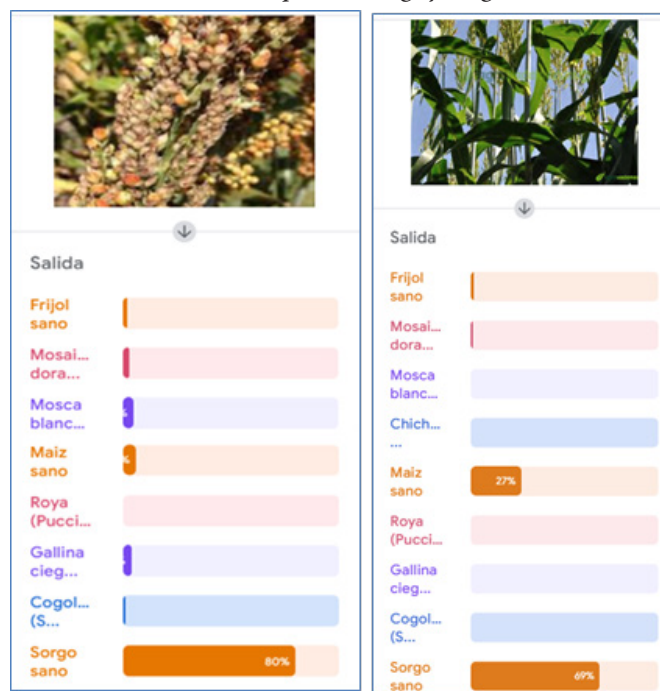 Salida
Frijol
sano
Mosai...
dora...
Mosca
blanc...
Maiz
sano
Roya
(Pucci...
Gallina
cieg...
Cogol...
(S...
Sorgo
sano
80%
Salida
Frijol
sano
Mosai...
dora...
Mosca
blanc...
Chich...
...
Maiz
sano
27%
Roya
(Pucci...
Gallina
cieg...
Cogol...
(S...
Sorgo
sano
69%